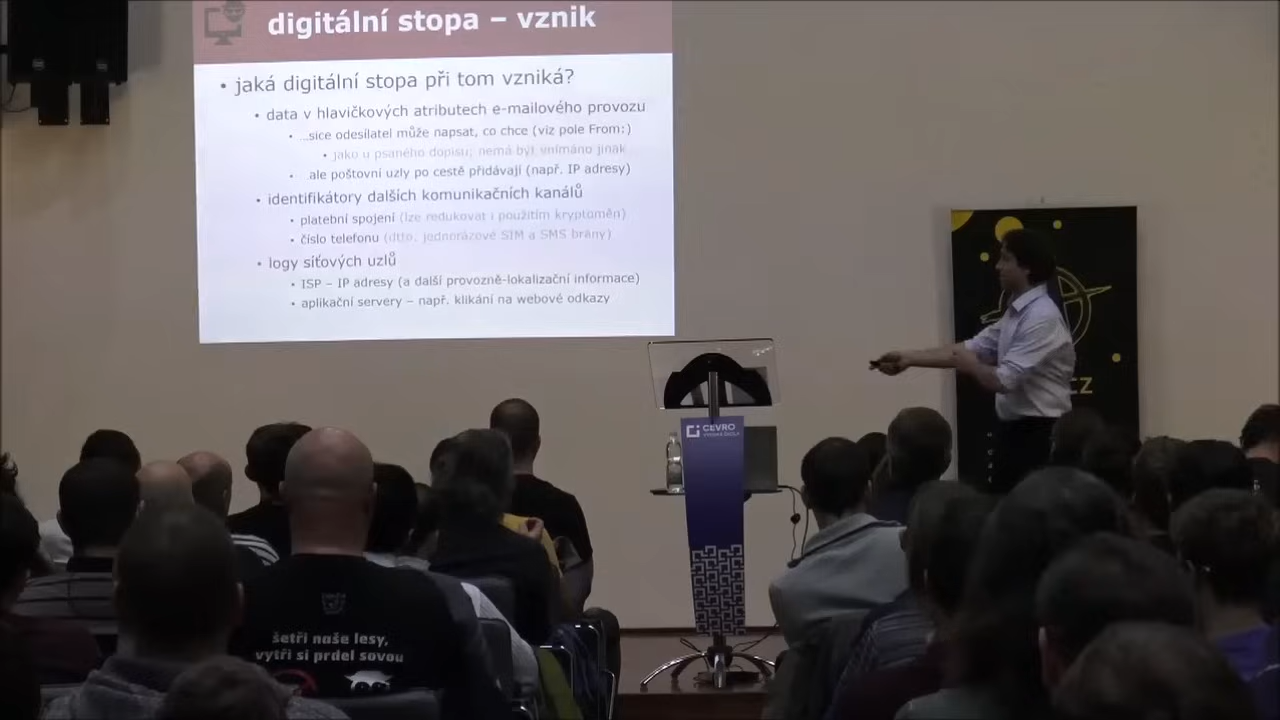 digitální stopa – vznik
• jaká digitální stopa při tom vzniká?
• data v hlavičkových atributech e-mailového provozu
• ...sice odesílatel může napsat, co chce (viz pole From:)
• jako u psaného dopisu; nemá být vnímáno jinak
• ...ale poštovní uzly po cestě přidávají (např. IP adresy)
• identifikátory dalších komunikačních kanálů
• platební spojení (lze redukovat i použitím kryptoměn)
• číslo telefonu (dtto, jednorázové SIM a SMS brány)
• logy síťových uzlů
• ISP – IP adresy (a další provozně-lokalizační informace)
• aplikační servery – např. klikání na webové odkazy
CEVRO
VYSOKÁ ŠKOLA
CZ
šetři naše lesy,
vytři si prdel sovou